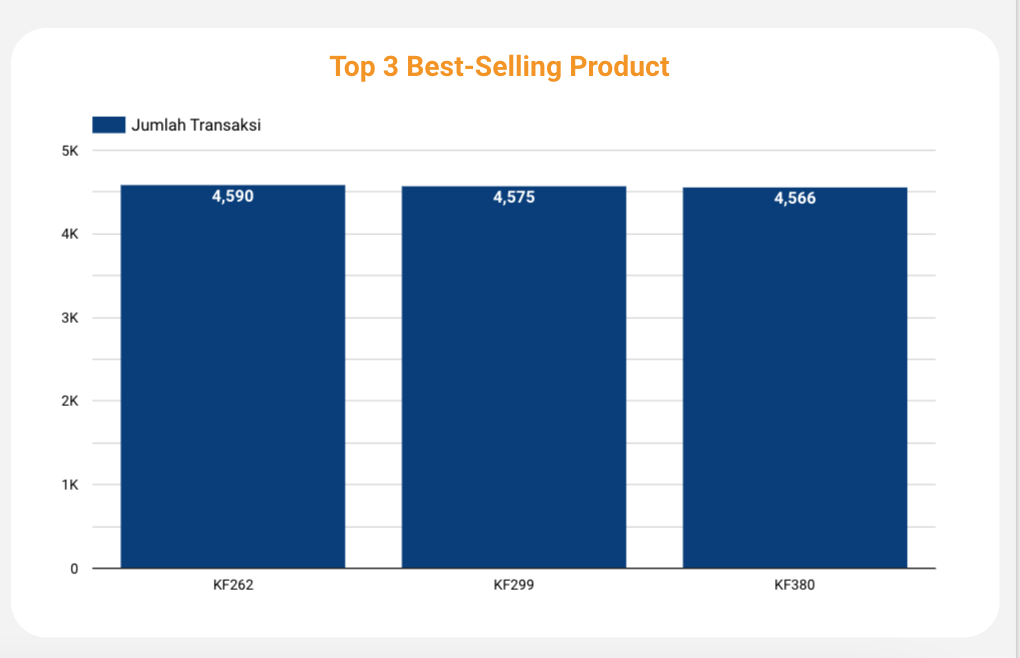 Top 3 Best-Selling Product
Jumlah Transaksi
5K
4K
3K
2K
1K
0
4,590
4,575
4,566
KF262
KF299
KF380